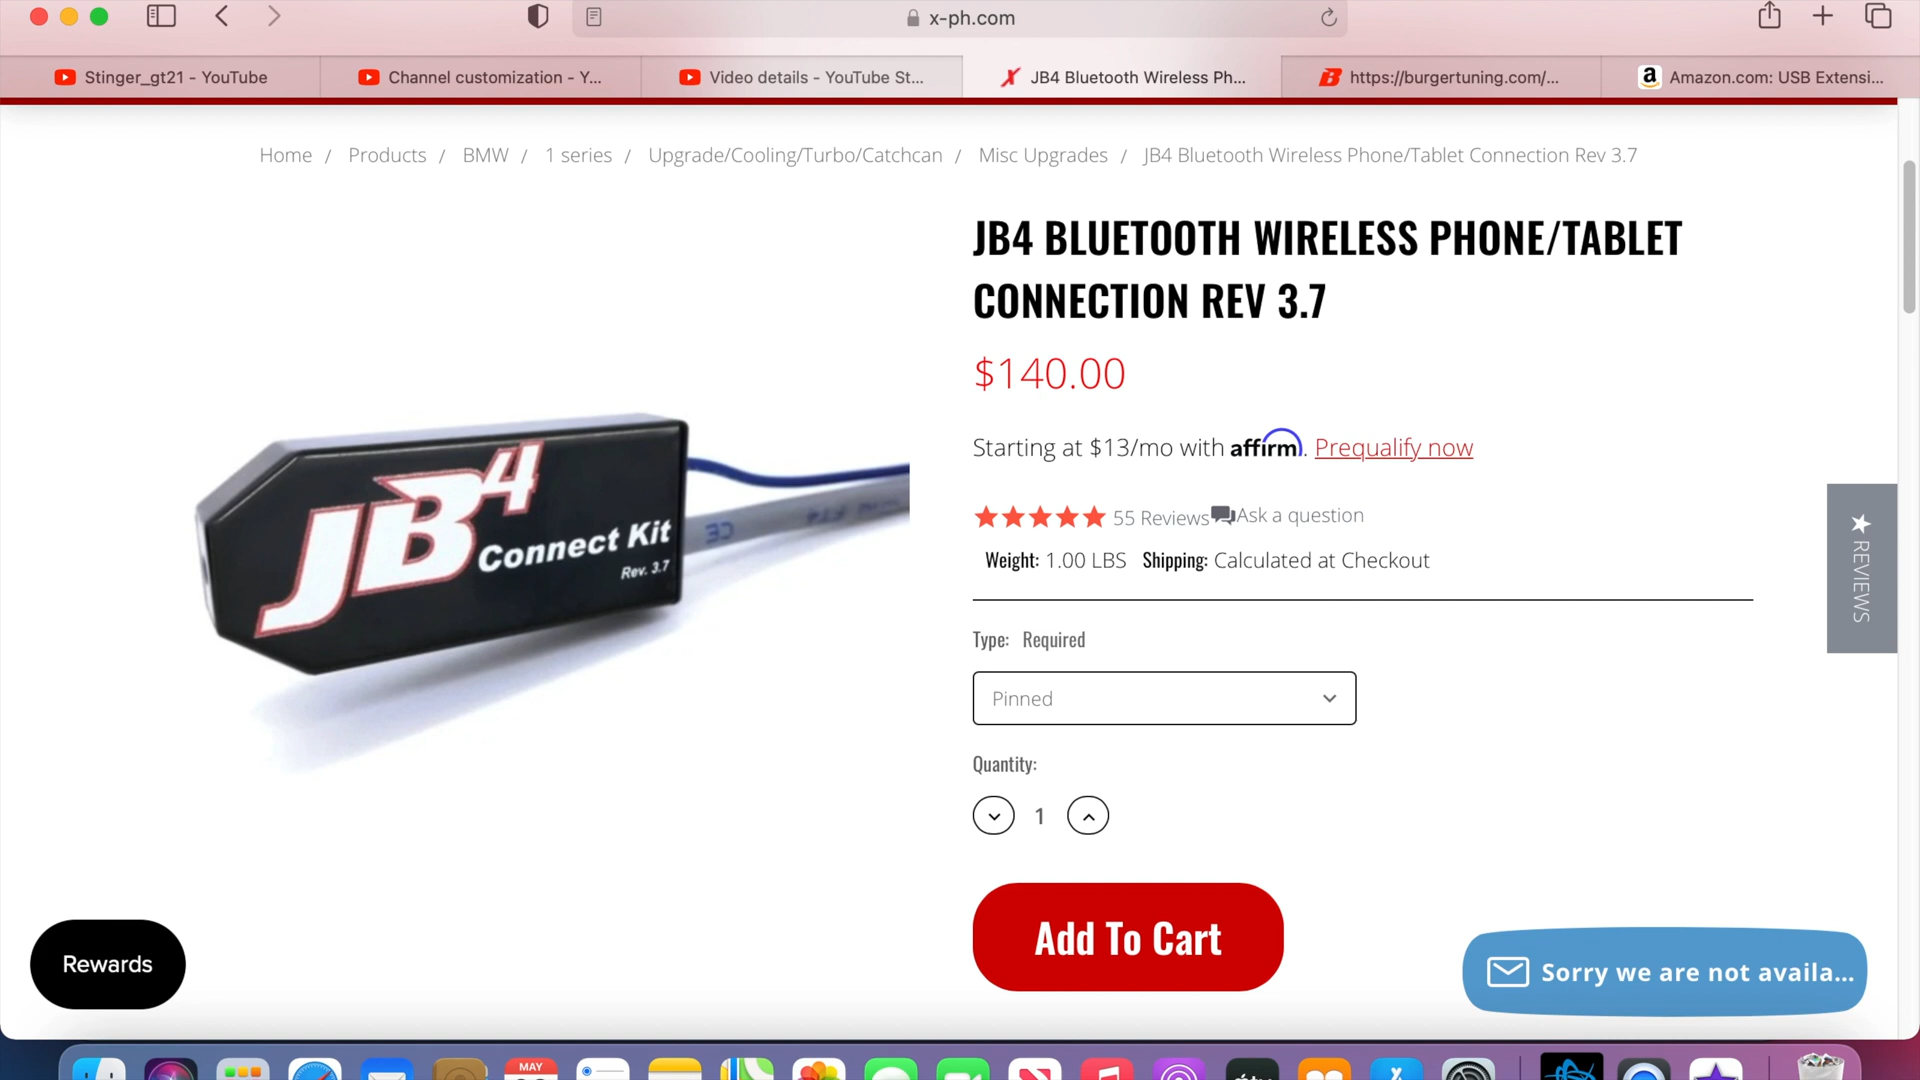 x-ph.com
Stinger_gt21 - YouTube
Channel customization - Y...
Video details - YouTube St...
JB4 Bluetooth Wireless Ph...
https://burgertuning.com/...
Amazon.com: USB Extensi...
Home / Products / BMW / 1 series / Upgrade/Cooling/Turbo/Catchcan / Misc Upgrades / JB4 Bluetooth Wireless Phone/Tablet Connection Rev 3.7
JB4 BLUETOOTH WIRELESS PHONE/TABLET
CONNECTION REV 3.7
$140.00
Starting at $13/mo with affirm. Prequalify now
55 Reviews Ask a question
Weight: 1.00 LBS Shipping: Calculated at Checkout
Type: Required
Pinned
Quantity:
1
Add To Cart
JB4 Connect Kit
Rev. 3.7
★ REVIEWS
Rewards
Sorry we are not availa...
MAY